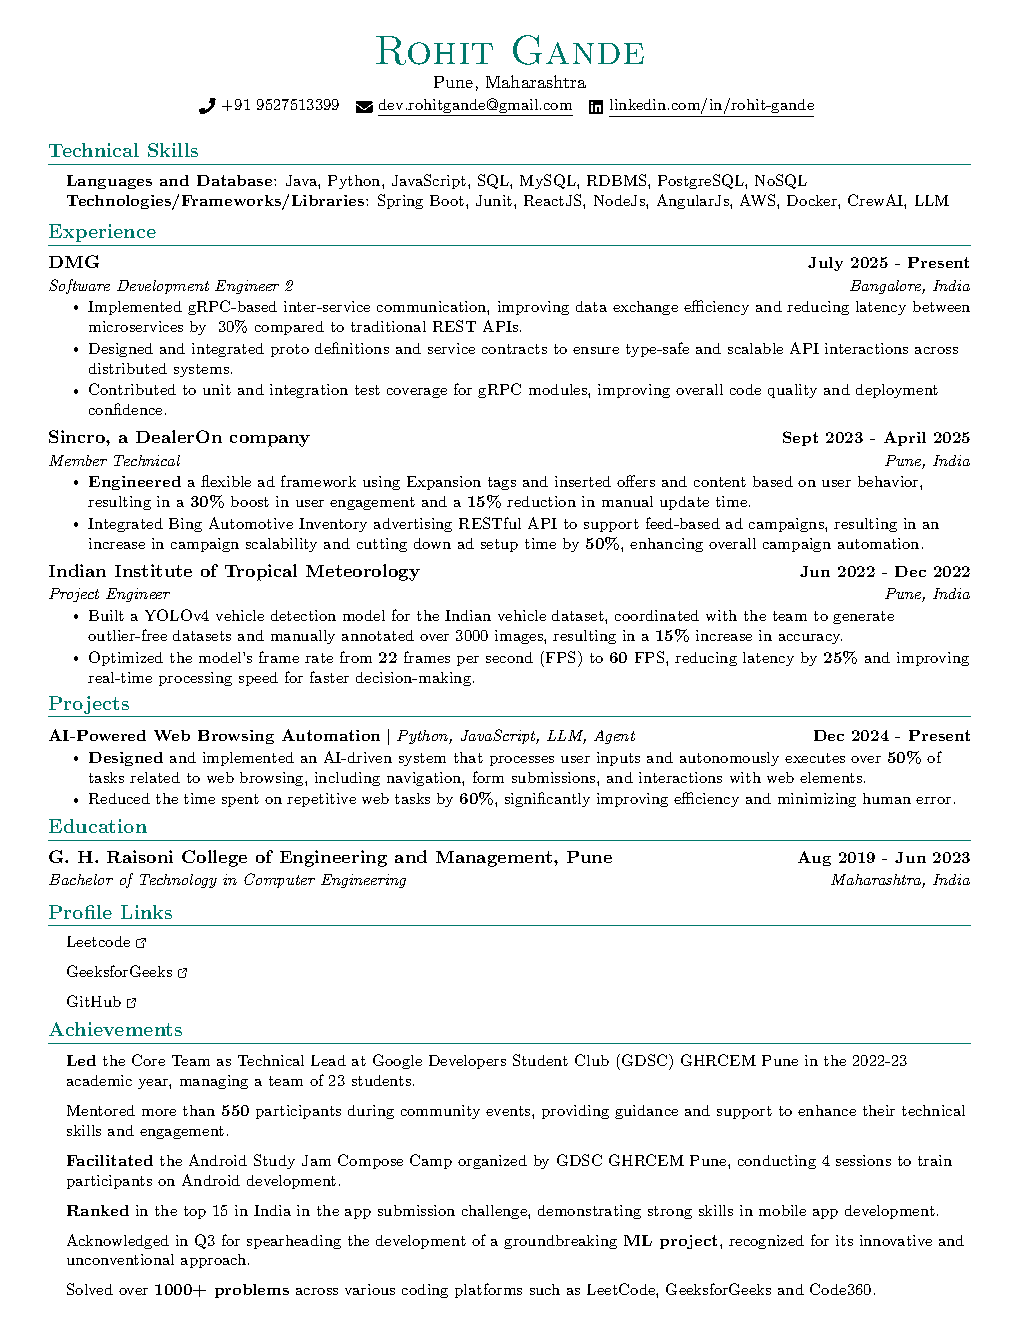 Rohit Gande
Pune, Maharashtra
+91 9527513399 dev.rohitgande@gmail.com linkedin.com/in/rohit-gande
Technical Skills
Languages and Database: Java, Python, JavaScript, SQL, MySQL, RDBMS, PostgreSQL, NoSQL
Technologies/Frameworks/Libraries: Spring Boot, Junit, ReactJS, NodeJs, AngularJs, AWS, Docker, CrewAI, LLM
Experience
DMG July 2025 - Present
Software Development Engineer 2 Bangalore, India
• Implemented gRPC-based inter-service communication, improving data exchange efficiency and reducing latency between
microservices by 30% compared to traditional REST APIs.
• Designed and integrated proto definitions and service contracts to ensure type-safe and scalable API interactions across
distributed systems.
• Contributed to unit and integration test coverage for gRPC modules, improving overall code quality and deployment
confidence.
Sincro, a DealerOn company Sept 2023 - April 2025
Member Technical Pune, India
• Engineered a flexible ad framework using Expansion tags and inserted offers and content based on user behavior,
resulting in a 30% boost in user engagement and a 15% reduction in manual update time.
• Integrated Bing Automotive Inventory advertising RESTful API to support feed-based ad campaigns, resulting in an
increase in campaign scalability and cutting down ad setup time by 50%, enhancing overall campaign automation.
Indian Institute of Tropical Meteorology Jun 2022 - Dec 2022
Project Engineer Pune, India
• Built a YOLOv4 vehicle detection model for the Indian vehicle dataset, coordinated with the team to generate
outlier-free datasets and manually annotated over 3000 images, resulting in a 15% increase in accuracy.
• Optimized the model's frame rate from 22 frames per second (FPS) to 60 FPS, reducing latency by 25% and improving
real-time processing speed for faster decision-making.
Projects
AI-Powered Web Browsing Automation | Python, JavaScript, LLM, Agent Dec 2024 - Present
• Designed and implemented an AI-driven system that processes user inputs and autonomously executes over 50% of
tasks related to web browsing, including navigation, form submissions, and interactions with web elements.
• Reduced the time spent on repetitive web tasks by 60%, significantly improving efficiency and minimizing human error.
Education
G. H. Raisoni College of Engineering and Management, Pune Aug 2019 - Jun 2023
Bachelor of Technology in Computer Engineering Maharashtra, India
Profile Links
Leetcode
GeeksforGeeks
GitHub
Achievements
Led the Core Team as Technical Lead at Google Developers Student Club (GDSC) GHRCEM Pune in the 2022-23
academic year, managing a team of 23 students.
Mentored more than 550 participants during community events, providing guidance and support to enhance their technical
skills and engagement.
Facilitated the Android Study Jam Compose Camp organized by GDSC GHRCEM Pune, conducting 4 sessions to train
participants on Android development.
Ranked in the top 15 in India in the app submission challenge, demonstrating strong skills in mobile app development.
Acknowledged in Q3 for spearheading the development of a groundbreaking ML project, recognized for its innovative and
unconventional approach.
Solved over 1000+ problems across various coding platforms such as LeetCode, GeeksforGeeks and Code360.